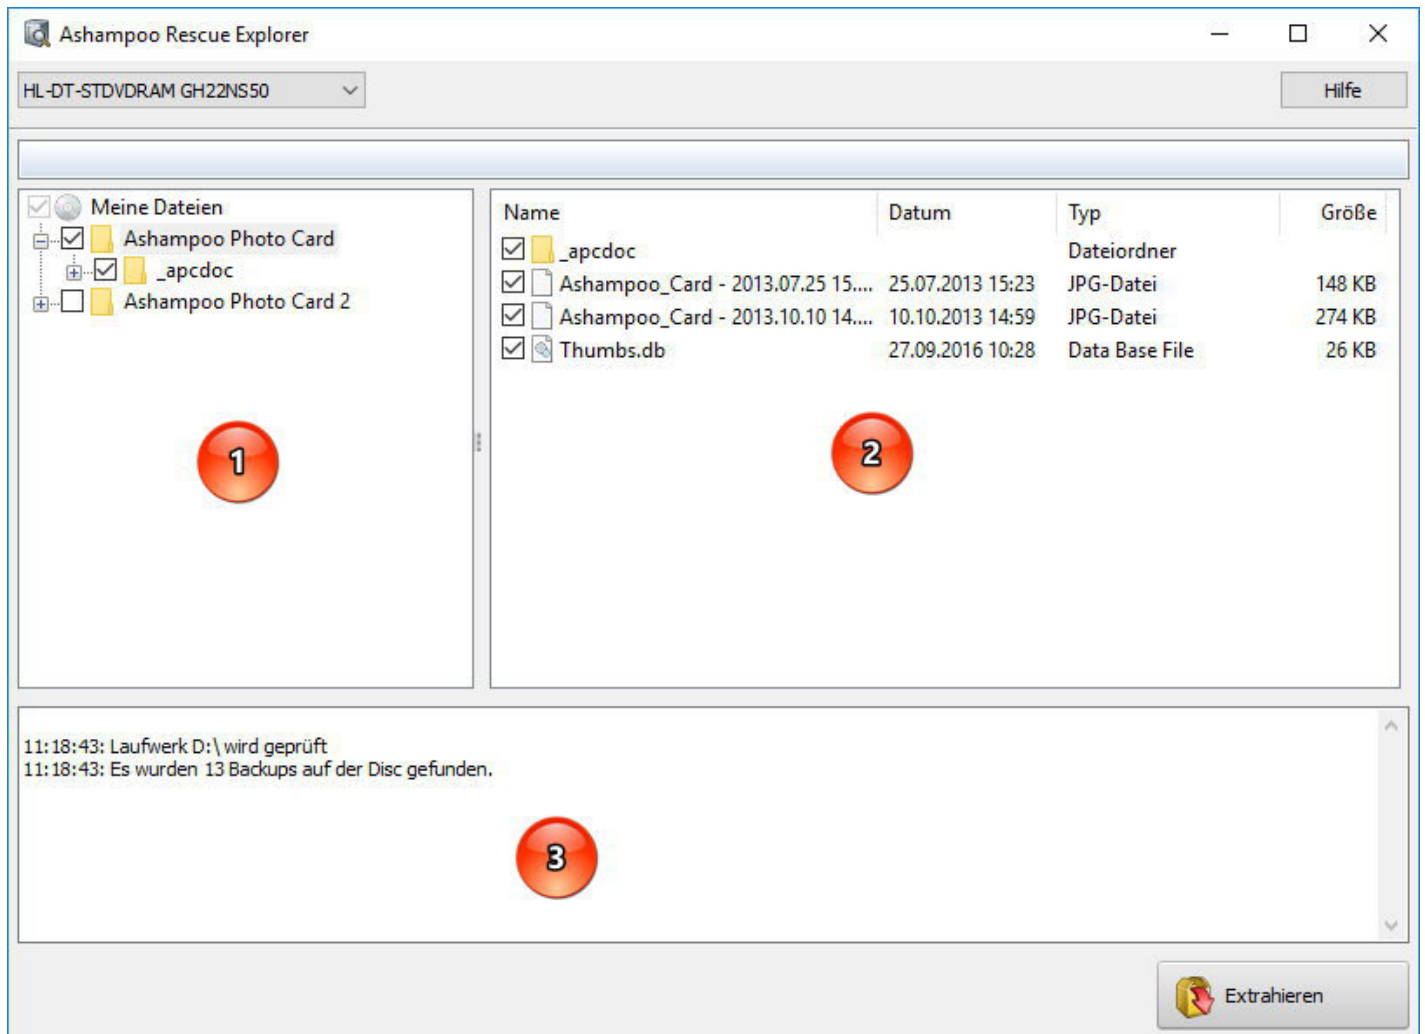 Ashampoo Rescue Explorer
HL-DT-STDVDRAM GH22NS50
Hilfe
Meine Dateien
Ashampoo Photo Card
_apcdoc
Ashampoo Photo Card 2
1
Name Datum Typ Größe
_apcdoc Dateiordner
Ashampoo_Card - 2013.07.25 15.... 25.07.2013 15:23 JPG-Datei 148 KB
Ashampoo_Card - 2013.10.10 14.... 10.10.2013 14:59 JPG-Datei 274 KB
Thumbs.db 27.09.2016 10:28 Data Base File 26 KB
2
11:18:43: Laufwerk D:\ wird geprüft
11:18:43: Es wurden 13 Backups auf der Disc gefunden.
3
Extrahieren